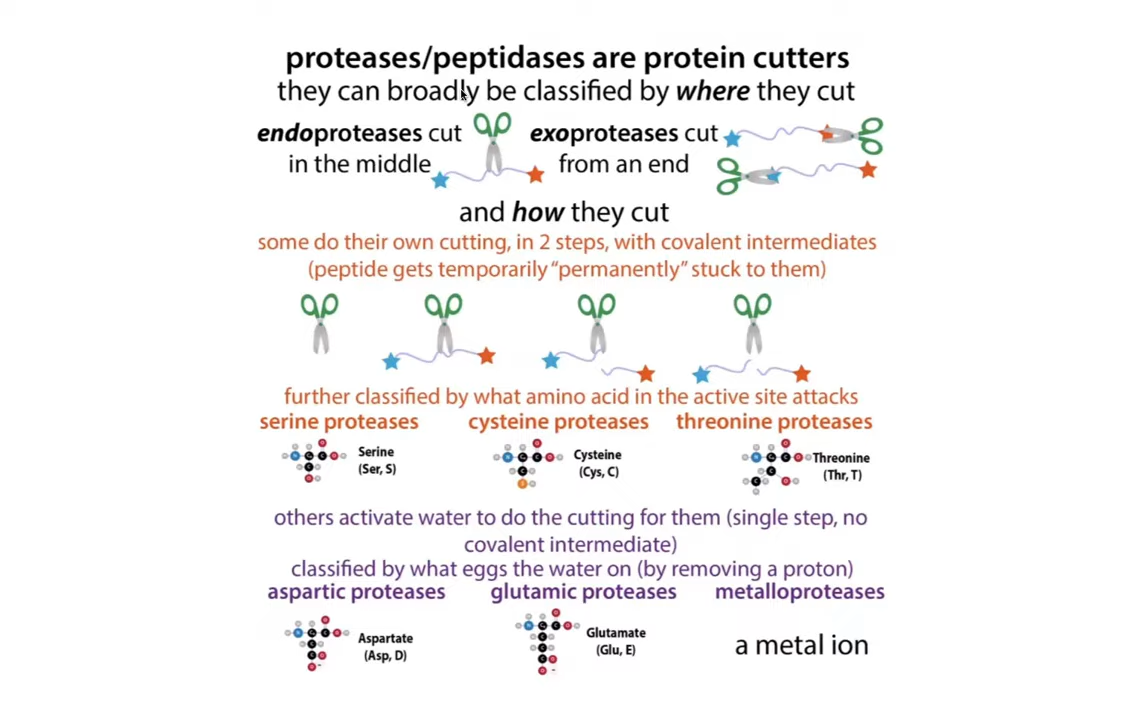 proteases/peptidases are protein cutters
they can broadly be classified by where they cut
endoproteases cut
in the middle
exoproteases cut
from an end
and how they cut
some do their own cutting, in 2 steps, with covalent intermediates
(peptide gets temporarily “permanently” stuck to them)
further classified by what amino acid in the active site attacks
serine proteases
cysteine proteases
threonine proteases
Serine
(Ser, S)
Cysteine
(Cys, C)
Threonine
(Thr, T)
others activate water to do the cutting for them (single step, no
covalent intermediate)
classified by what eggs the water on (by removing a proton)
aspartic proteases
glutamic proteases
metalloproteases
Aspartate
(Asp, D)
Glutamate
(Glu, E)
a metal ion